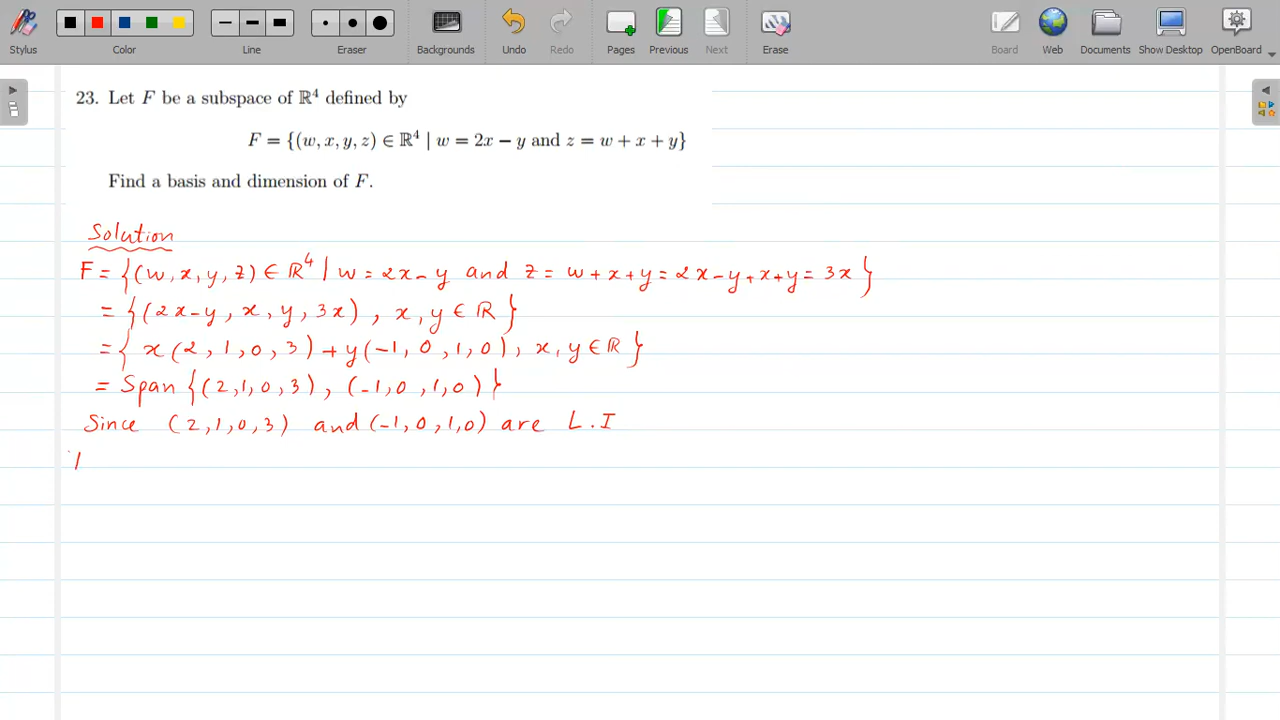 Stylus Color Line Eraser Backgrounds Undo Redo Pages Previous Next Erase Board Web Documents Show Desktop OpenBoard
23. Let F be a subspace of ℝ⁴ defined by
F = {(w, x, y, z) ∈ ℝ⁴ | w = 2x − y and z = w + x + y}
Find a basis and dimension of F.
Solution
F = {(w, x, y, z) ∈ ℝ⁴ / w = 2x − y and z = w + x + y = 2x − y + x + y = 3x}
= {(2x − y, x, y, 3x), x, y ∈ ℝ}
= { x(2, 1, 0, 3) + y(−1, 0, 1, 0), x, y ∈ ℝ }
= Span {(2, 1, 0, 3), (−1, 0, 1, 0)}
Since (2, 1, 0, 3) and (−1, 0, 1, 0) are L.I